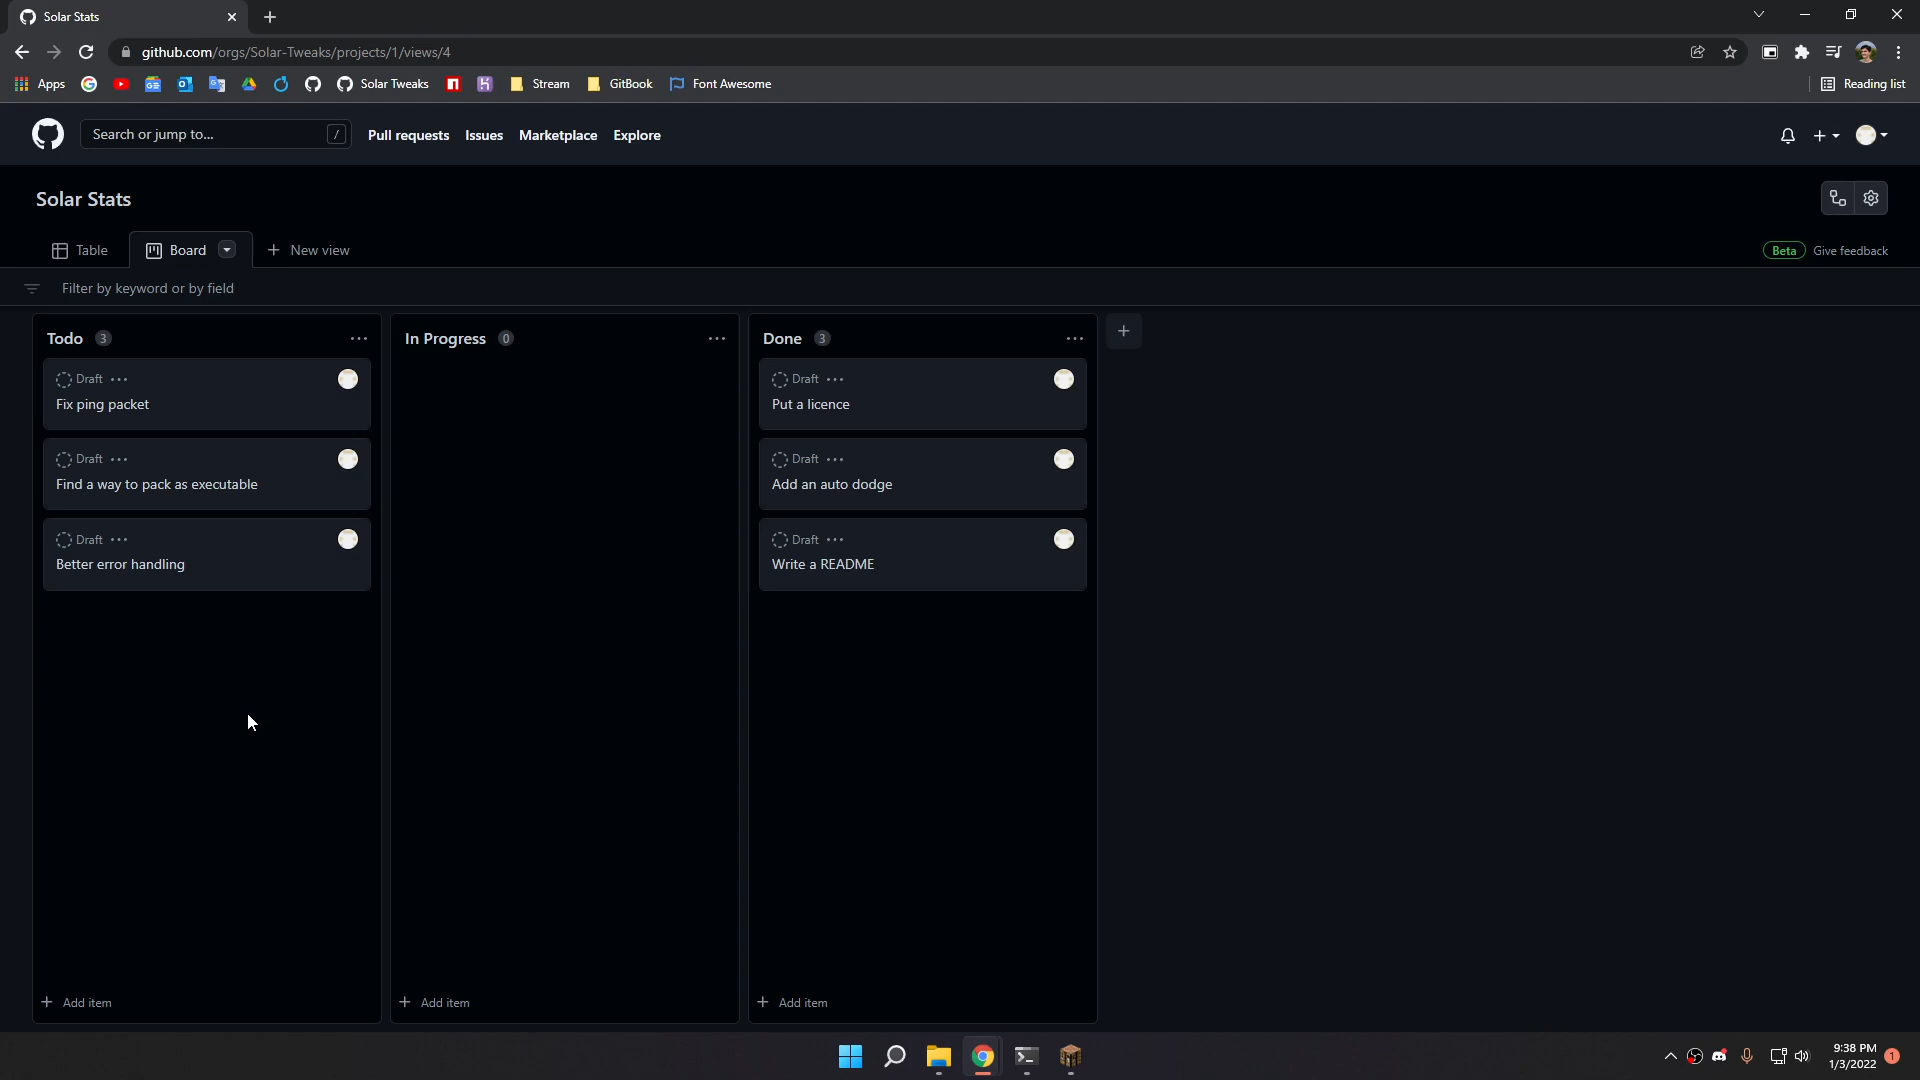 Solar Stats
github.com/orgs/Solar-Tweaks/projects/1/views/4
Apps Solar Tweaks Stream GitBook Font Awesome Reading list
Search or jump to... / Pull requests Issues Marketplace Explore
Solar Stats
Table Board New view Beta Give feedback
Filter by keyword or by field
Todo 3
Draft
Fix ping packet
Draft
Find a way to pack as executable
Draft
Better error handling
Add item
In Progress 0
Add item
Done 3
Draft
Put a licence
Draft
Add an auto dodge
Draft
Write a README
Add item
9:38 PM
1/3/2022
1